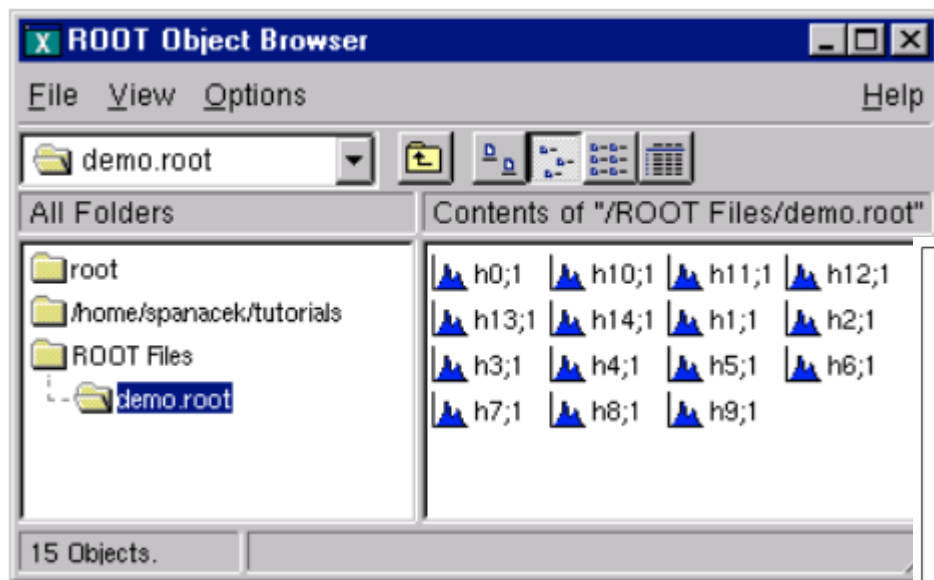 ROOT Object Browser
File View Options Help
demo.root
All Folders Contents of "/ROOT Files/demo.root"
root
/home/spanacek/tutorials
ROOT Files
demo.root
h0;1 h10;1 h11;1 h12;1
h13;1 h14;1 h1;1 h2;1
h3;1 h4;1 h5;1 h6;1
h7;1 h8;1 h9;1
15 Objects.